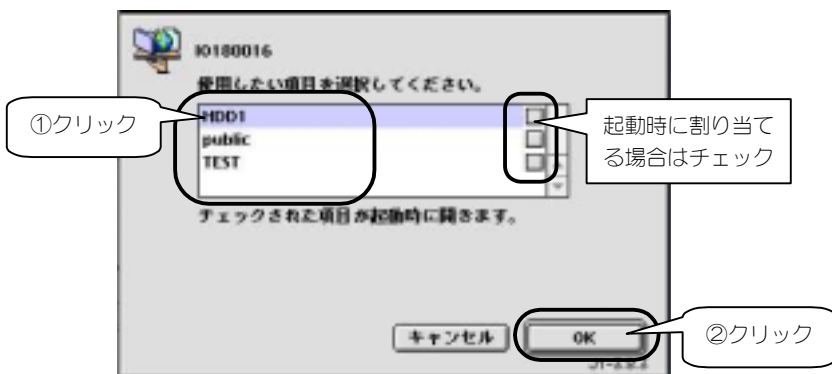 IO180016
使用したい項目を選択してください。
①クリック
HDD1
public
TEST
起動時に割り当て
る場合はチェック
チェックされた項目が起動時に開きます。
キャンセル
OK
②クリック